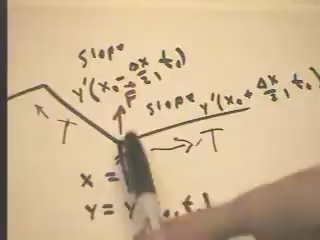 slope
y'(x₀ - Δx/2, t₀)
F
slope y'(x₀ + Δx/2, t₀)
T
T
x =
y = y